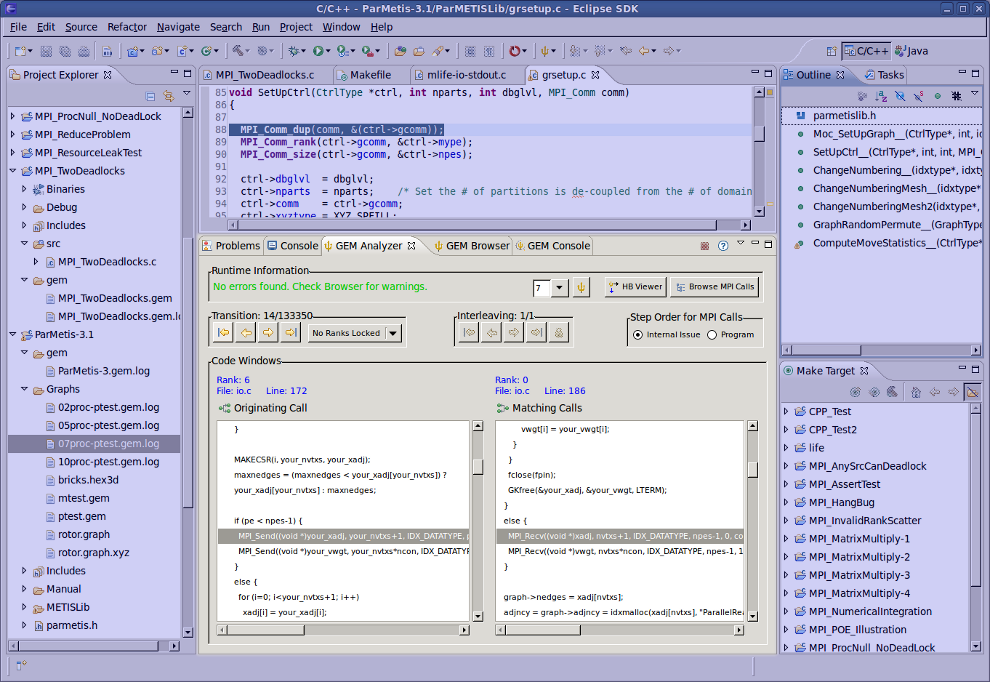 C/C++ - ParMetis-3.1/ParMETISLib/grsetup.c - Eclipse SDK
File Edit Source Refactor Navigate Search Run Project Window Help
C/C++ Java
Project Explorer
MPI_ProcNull_NoDeadLock
MPI_ReduceProblem
MPI_ResourceLeakTest
MPI_TwoDeadlocks
Binaries
Debug
Includes
src
MPI_TwoDeadlocks.c
gem
MPI_TwoDeadlocks.gem
MPI_TwoDeadlocks.gem.l
ParMetis-3.1
gem
ParMetis-3.gem.log
Graphs
02proc-ptest.gem.log
05proc-ptest.gem.log
07proc-ptest.gem.log
10proc-ptest.gem.log
bricks.hex3d
mtest.gem
ptest.gem
rotor.graph
rotor.graph.xyz
Includes
Manual
METISLib
parmetis.h
MPI_TwoDeadlocks.c Makefile mlife-io-stdout.c grsetup.c
85 void SetUpCtrl(CtrlType *ctrl, int nparts, int dbglvl, MPI_Comm comm)
86 {
87
88 MPI_Comm_dup(comm, &(ctrl->gcomm));
89 MPI_Comm_rank(ctrl->gcomm, &ctrl->mype);
90 MPI_Comm_size(ctrl->gcomm, &ctrl->npes);
91
92 ctrl->dbglvl = dbglvl;
93 ctrl->nparts = nparts; /* Set the # of partitions is de-coupled from the # of domain
94 ctrl->comm = ctrl->gcomm;
95 ctrl->xyztype = XYZ_SPFILL;
Problems Console GEM Analyzer GEM Browser GEM Console
Runtime Information
No errors found. Check Browser for warnings.
7
HB Viewer Browse MPI Calls
Transition: 14/133350
No Ranks Locked
Interleaving: 1/1
Step Order for MPI Calls
Internal Issue Program
Code Windows
Rank: 6
File: io.c Line: 172
Originating Call
}
MAKECSR(i, your_nvtxs, your_xadj);
maxnedges = (maxnedges < your_xadj[your_nvtxs]) ?
your_xadj[your_nvtxs] : maxnedges;
if (pe < npes-1) {
MPI_Send((void *)your_xadj, your_nvtxs+1, IDX_DATATYPE, p
MPI_Send((void *)your_vwgt, your_nvtxs*ncon, IDX_DATATYPE,
}
else {
for (i=0; i<your_nvtxs+1; i++)
xadj[i] = your_xadj[i];
Rank: 0
File: io.c Line: 186
Matching Calls
vwgt[i] = your_vwgt[i];
}
}
fclose(fpin);
GKfree(&your_xadj, &your_vwgt, LTERM);
}
else {
MPI_Recv((void *)xadj, nvtxs+1, IDX_DATATYPE, npes-1, 0, co
MPI_Recv((void *)vwgt, nvtxs*ncon, IDX_DATATYPE, npes-1, 1
}
graph->nedges = xadj[nvtxs];
adjncy = graph->adjncy = idxmalloc(xadj[nvtxs], "ParallelRea
Outline Tasks
parmetislib.h
Moc_SetUpGraph__(CtrlType*, int, id
SetUpCtrl__(CtrlType*, int, int, MPI_C
ChangeNumbering__(idxtype*, idxty
ChangeNumberingMesh__(idxtype*
ChangeNumberingMesh2(idxtype*,
GraphRandomPermute__(GraphType
ComputeMoveStatistics__(CtrlType*
Make Target
CPP_Test
CPP_Test2
life
MPI_AnySrcCanDeadlock
MPI_AssertTest
MPI_HangBug
MPI_InvalidRankScatter
MPI_MatrixMultiply-1
MPI_MatrixMultiply-2
MPI_MatrixMultiply-3
MPI_MatrixMultiply-4
MPI_NumericalIntegration
MPI_POE_Illustration
MPI_ProcNull_NoDeadLock